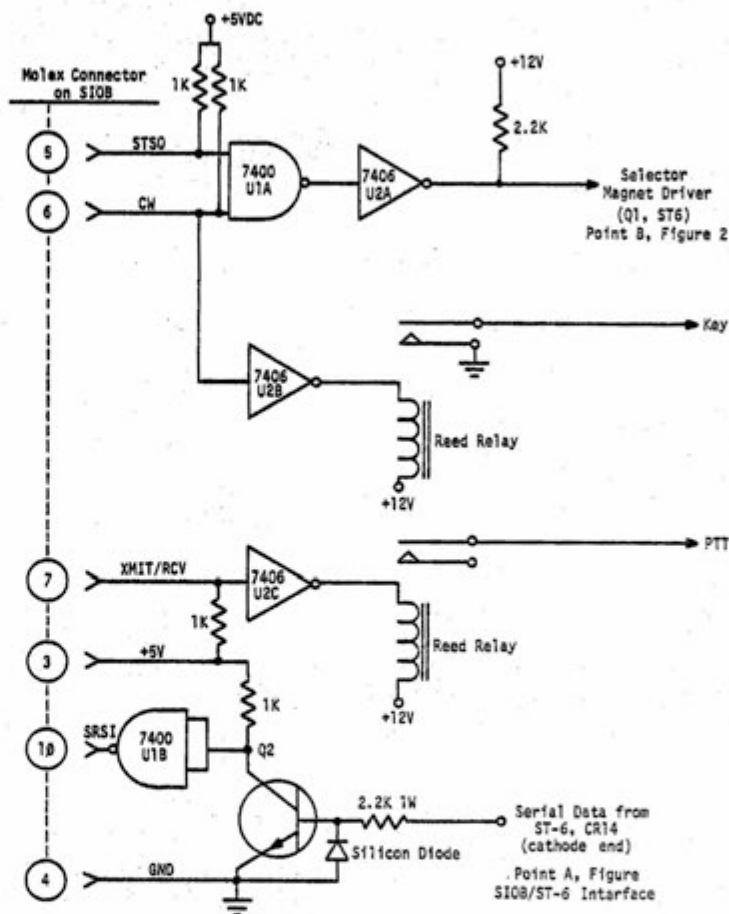 +5VDC
Molex Connector
on SIOB
1K
1K
+12V
2.2K
5
STSO
7400
U1A
7406
U2A
Selector
Magnet Driver
(Q1, ST6)
Point B, Figure 2
6
CW
Key
7406
U2B
Reed Relay
+12V
PTT
7
XMIT/RCV
7406
U2C
1K
Reed Relay
3
+5V
1K
+12V
10
SRSI
7400
U1B
Q2
2.2K 1W
Serial Data from
ST-6, CR14
(cathode end)
Silicon Diode
Point A, Figure
SIOB/ST-6 Interface
4
GND